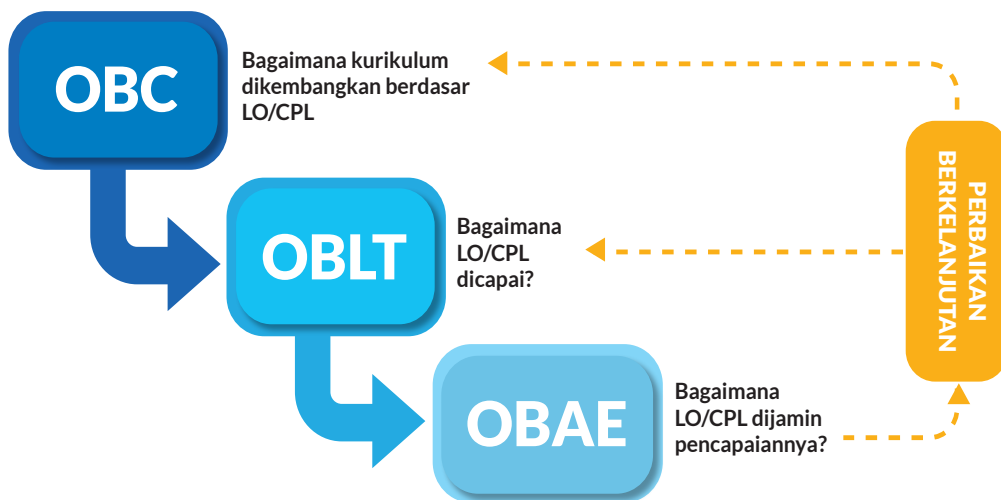 OBC
Bagaimana kurikulum
dikembangkan berdasar
LO/CPL
OBLT
Bagaimana
LO/CPL
dicapai?
OBAE
Bagaimana
LO/CPL dijamin
pencapaiannya?
PERBAIKAN
BERKELANJUTAN